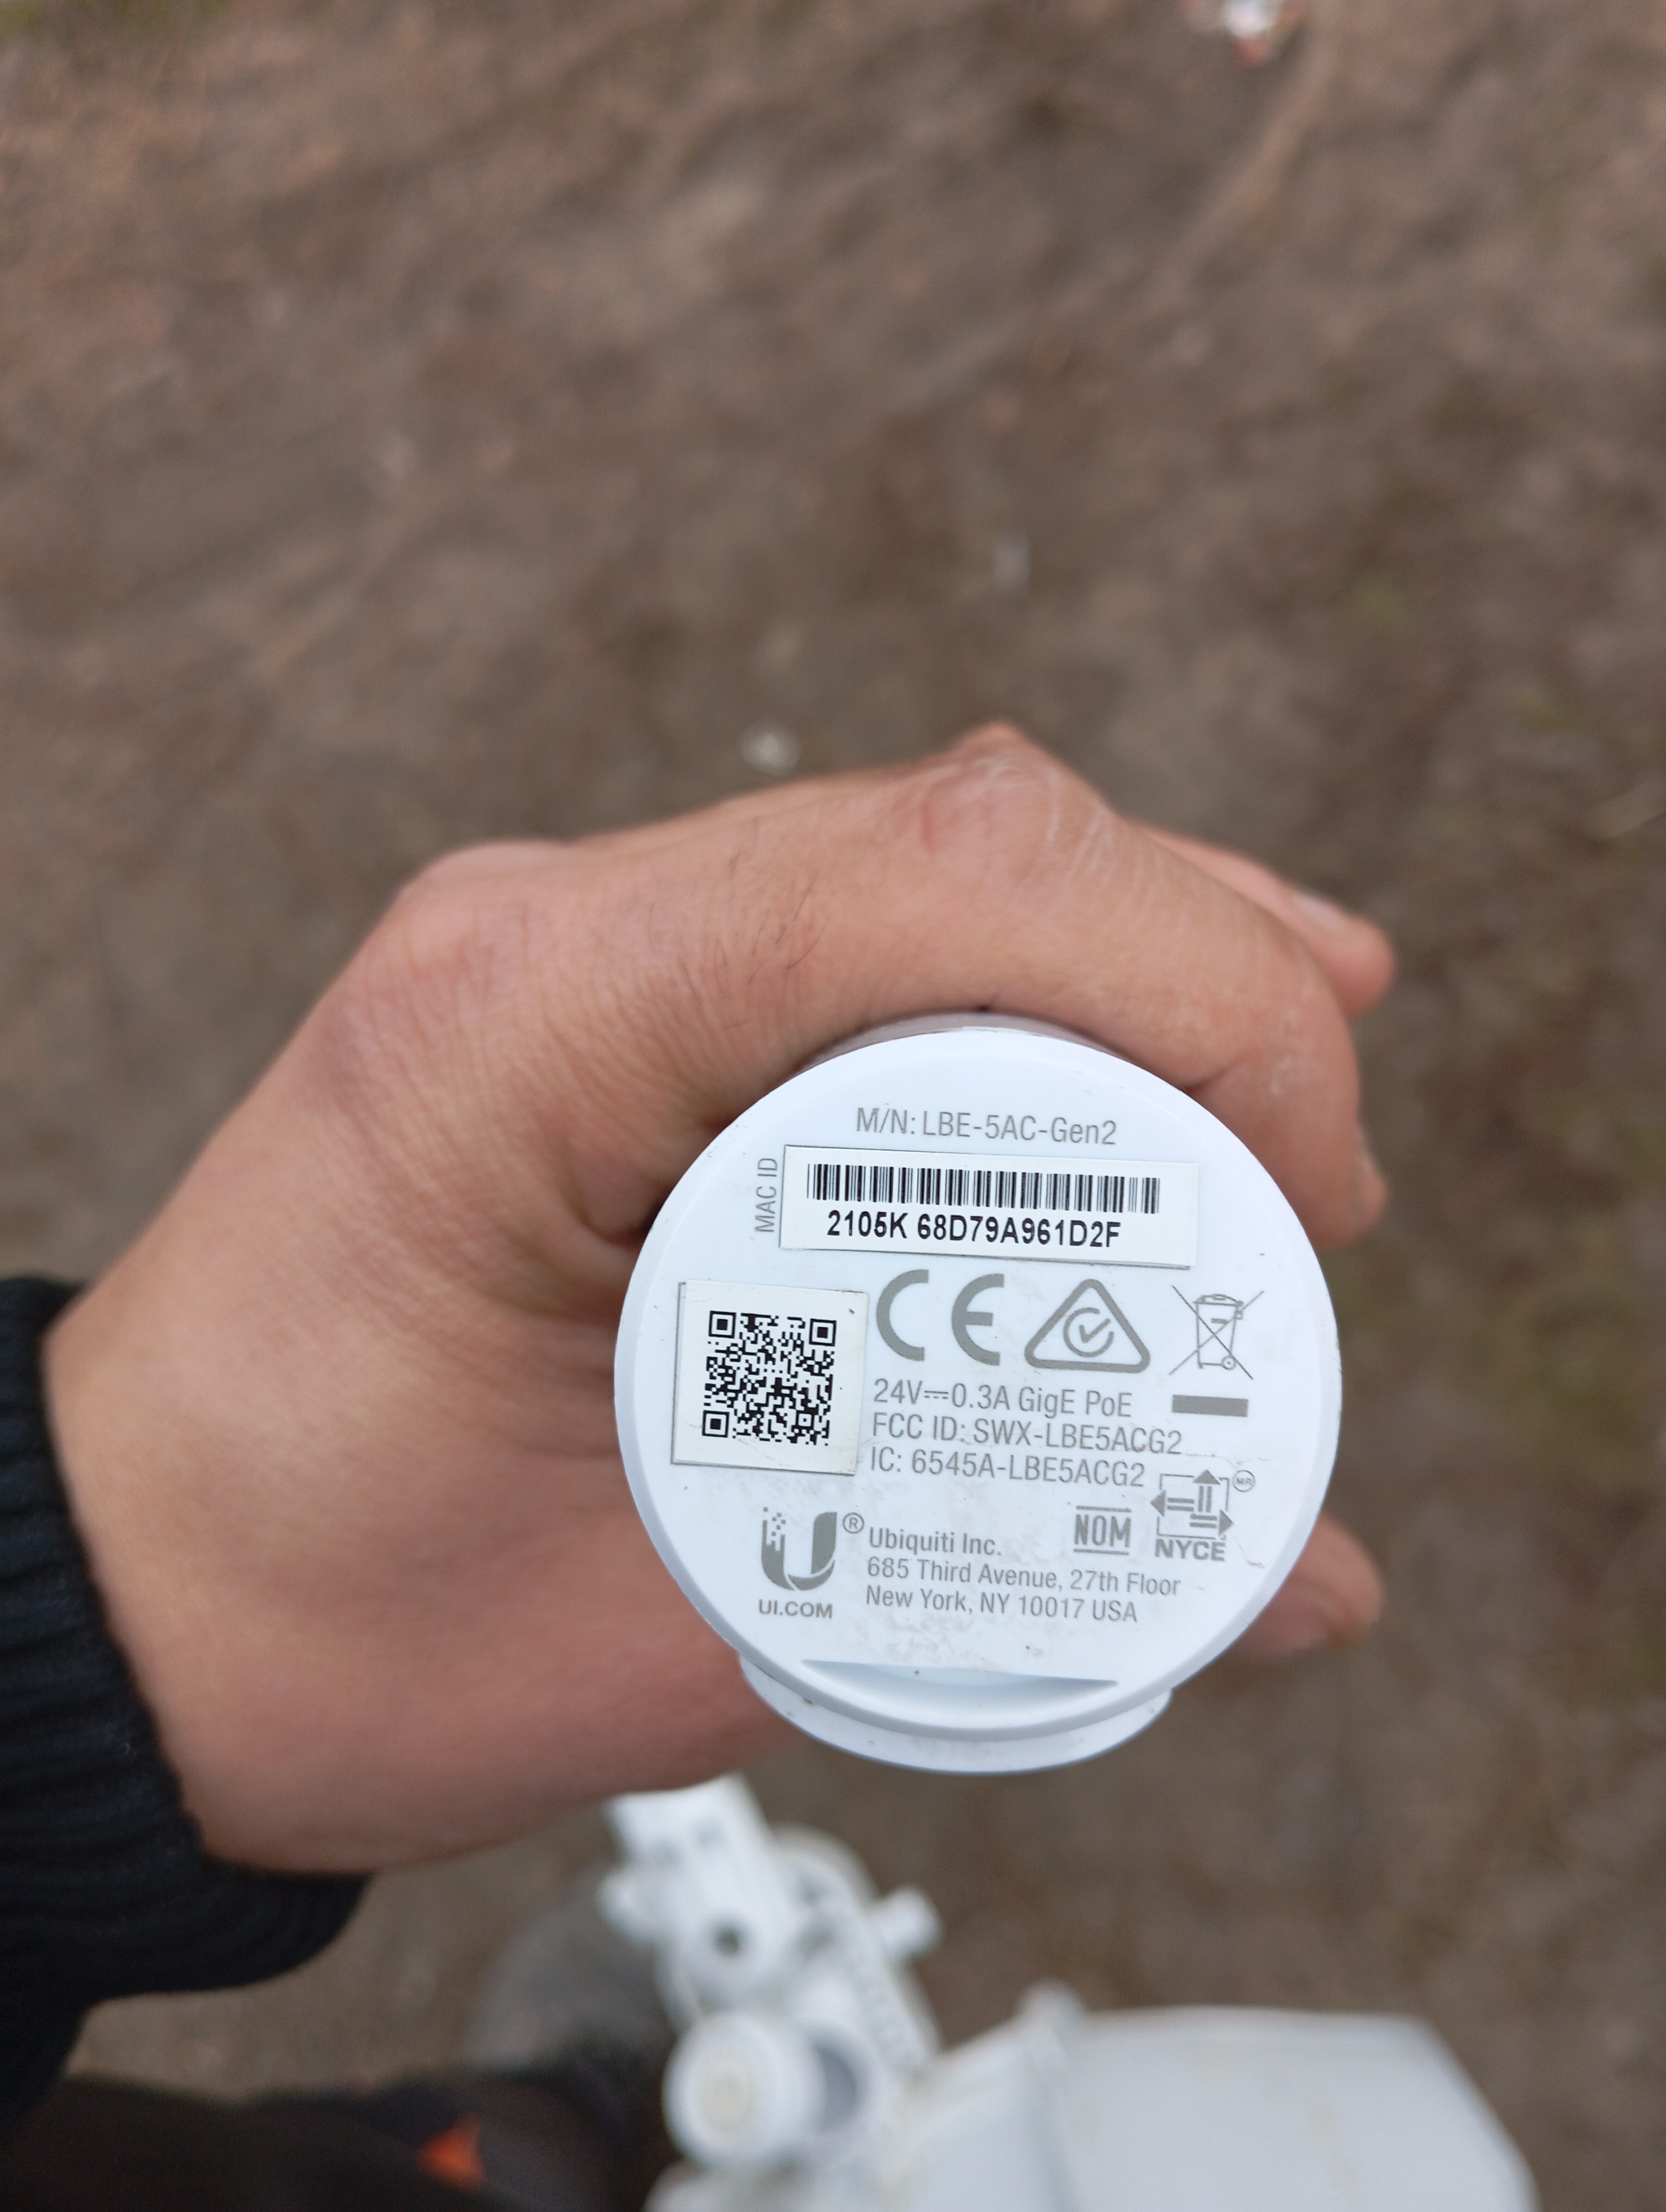 M/N: LBE-5AC-Gen2
MAC ID
2105K 68D79A961D2F
CE
24V⎓0.3A GigE PoE
FCC ID: SWX-LBE5ACG2
IC: 6545A-LBE5ACG2
MR
NOM
NYCE
U®
UI.COM
Ubiquiti Inc.
685 Third Avenue, 27th Floor
New York, NY 10017 USA